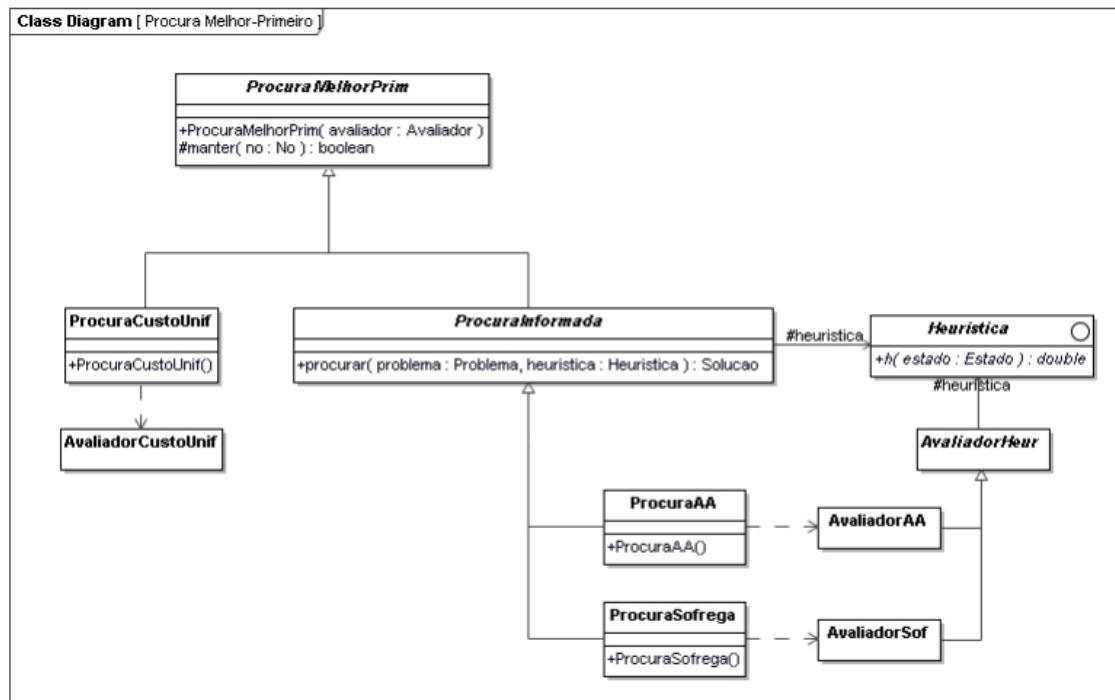 Class Diagram [ Procura Melhor-Primeiro ]
ProcuraMelhorPrim
+ProcuraMelhorPrim( avaliador : Avaliador )
#manter( no : No ) : boolean
ProcuraCustoUnif
+ProcuraCustoUnif()
AvaliadorCustoUnif
ProcuraInformada
+procurar( problema : Problema, heuristica : Heuristica ) : Solucao
#heuristica
Heuristica
+h( estado : Estado ) : double
#heuristica
AvaliadorHeur
ProcuraAA
+ProcuraAA()
AvaliadorAA
ProcuraSofrega
+ProcuraSofrega()
AvaliadorSof